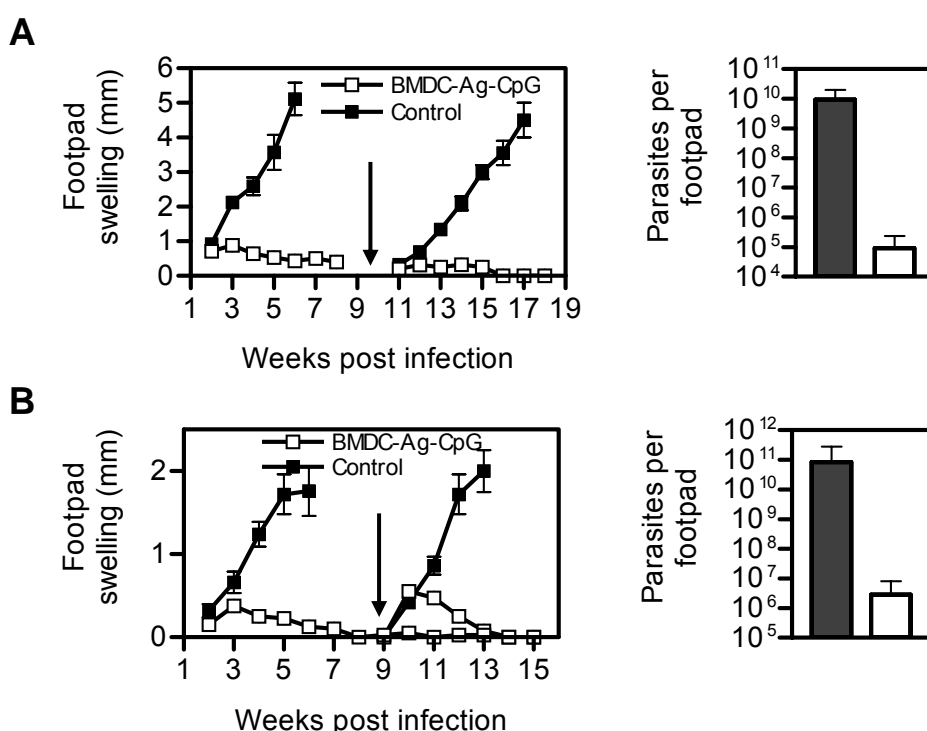 A
Footpad
swelling (mm)
6
5
4
3
2
1
0
BMDC-Ag-CpG
Control
1 3 5 7 9 11 13 15 17 19
Weeks post infection
Parasites per
footpad
10^11
10^10
10^9
10^8
10^7
10^6
10^5
10^4
B
Footpad
swelling (mm)
2
1
0
BMDC-Ag-CpG
Control
1 3 5 7 9 11 13 15
Weeks post infection
Parasites per
footpad
10^12
10^11
10^10
10^9
10^8
10^7
10^6
10^5